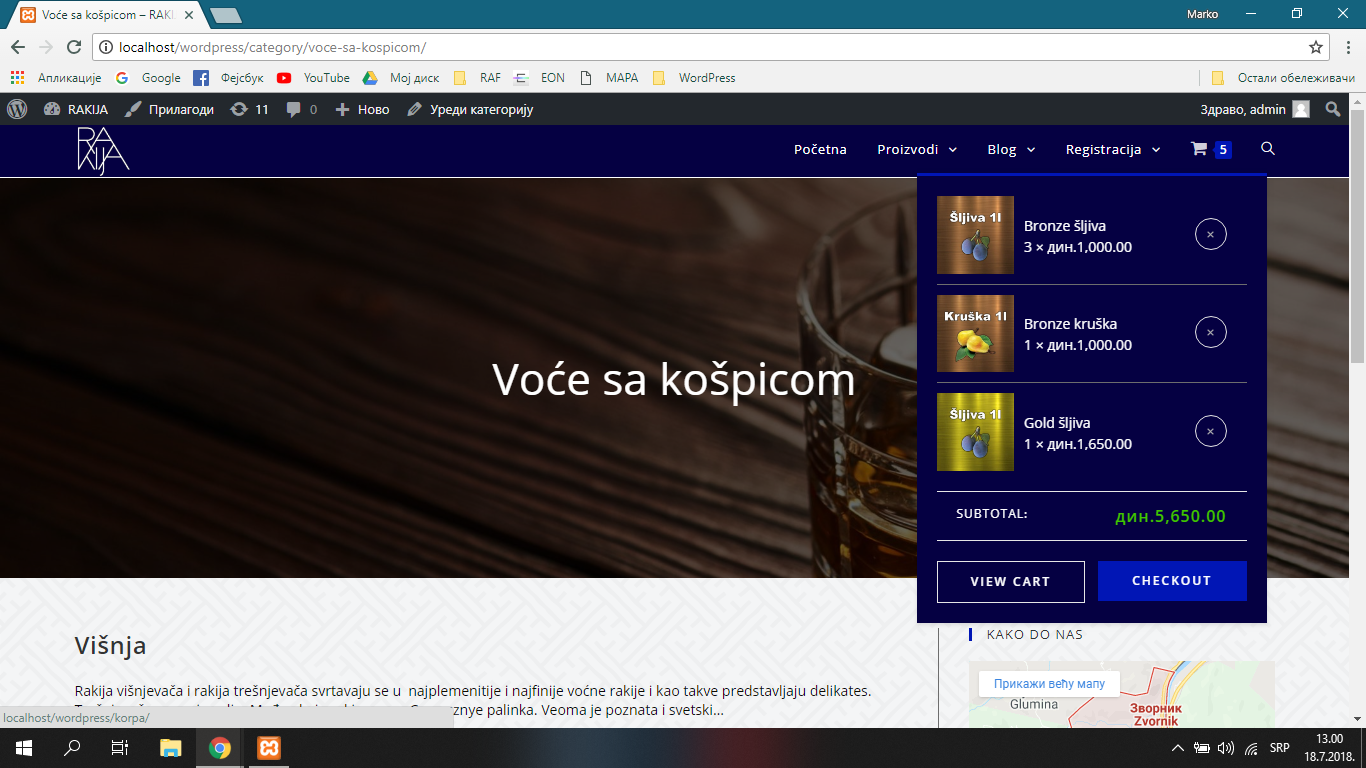 Voće sa košpicom – RAKI
Marko
localhost/wordpress/category/voce-sa-kospicom/
Апликације Google Фејсбук YouTube Мој диск RAF EON МАРА WordPress Остали обележивачи
RAKIJA Прилагоди 11 0 Ново Уреди категорију Здраво, admin
RAKIJA
Početna Proizvodi Blog Registracija 5
Šljiva 1l
Bronze šljiva
3 × дин.1,000.00
×
Kruška 1l
Bronze kruška
1 × дин.1,000.00
×
Šljiva 1l
Gold šljiva
1 × дин.1,650.00
×
SUBTOTAL: дин.5,650.00
VIEW CART CHECKOUT
Voće sa košpicom
Višnja
Rakija višnjevača i rakija trešnjevača svrtavaju se u najplemenitije i najfinije voćne rakije i kao takve predstavljaju delikates.
palinka. Veoma je poznata i svetski...
KAKO DO NAS
Прикажи већу мапу
Glumina
Зворник
Zvornik
localhost/wordpress/korpa/
SRP
13.00
18.7.2018.